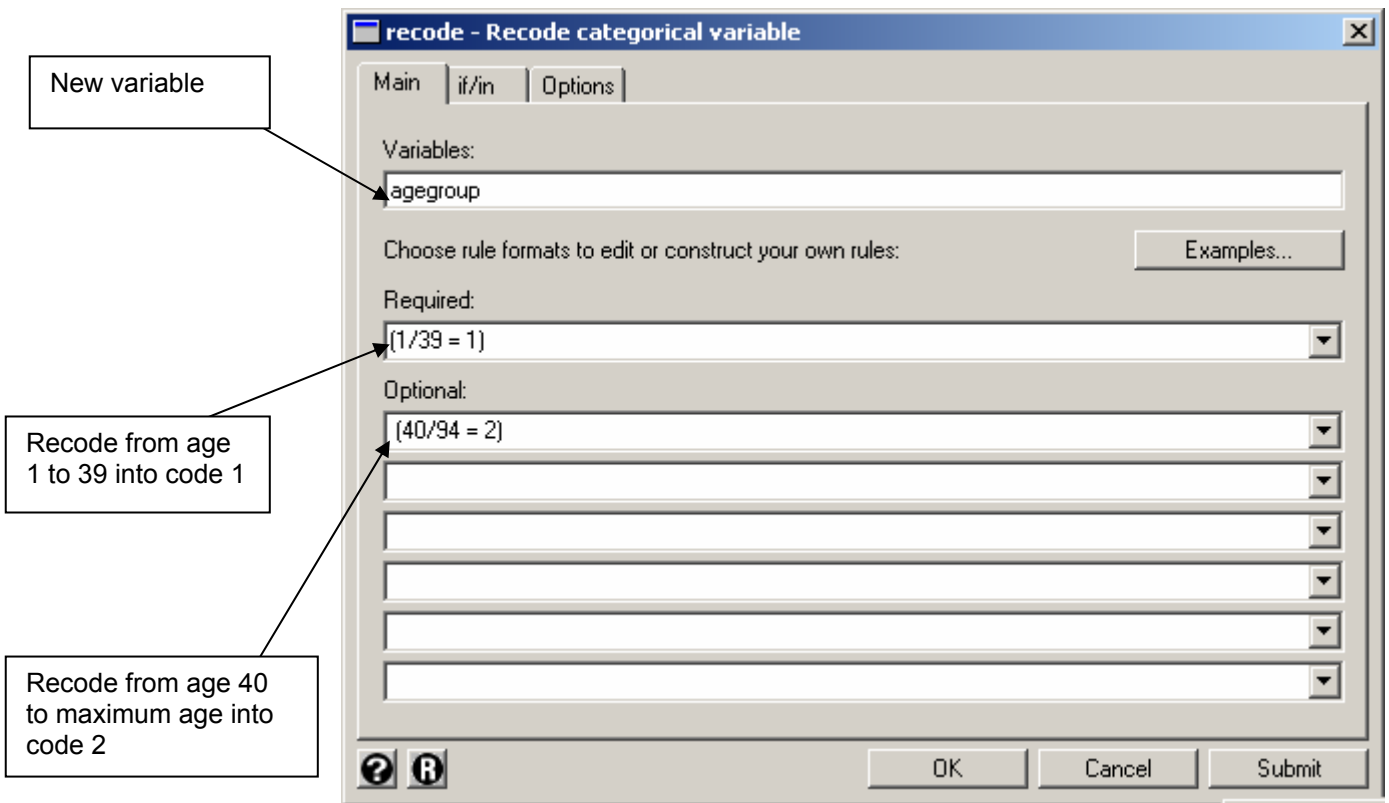 recode - Recode categorical variable
New variable
Main
if/in
Options
Variables:
agegroup
Choose rule formats to edit or construct your own rules:
Examples...
Required:
(1/39 = 1)
Optional:
(40/94 = 2)
Recode from age
1 to 39 into code 1
Recode from age 40
to maximum age into
code 2
? R
OK
Cancel
Submit